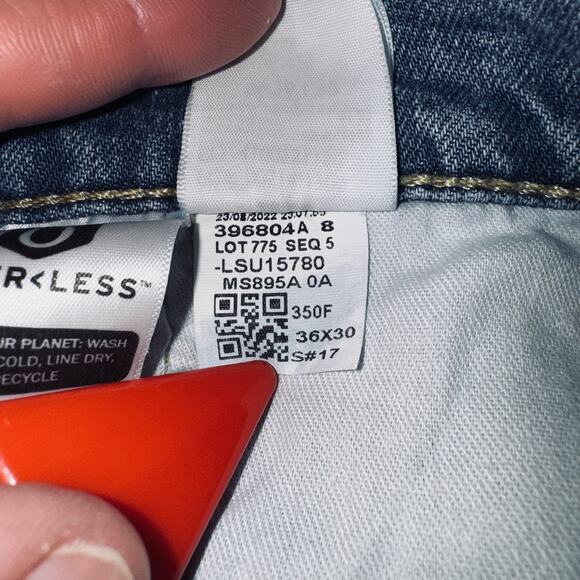 23/08/2022
396804A 8
LOT 775 SEQ 5
-LSU15780
MS895A 0A
350F
36X30
S#17
R<LESS™
UR PLANET: WASH
COLD, LINE DRY,
ECYCLE